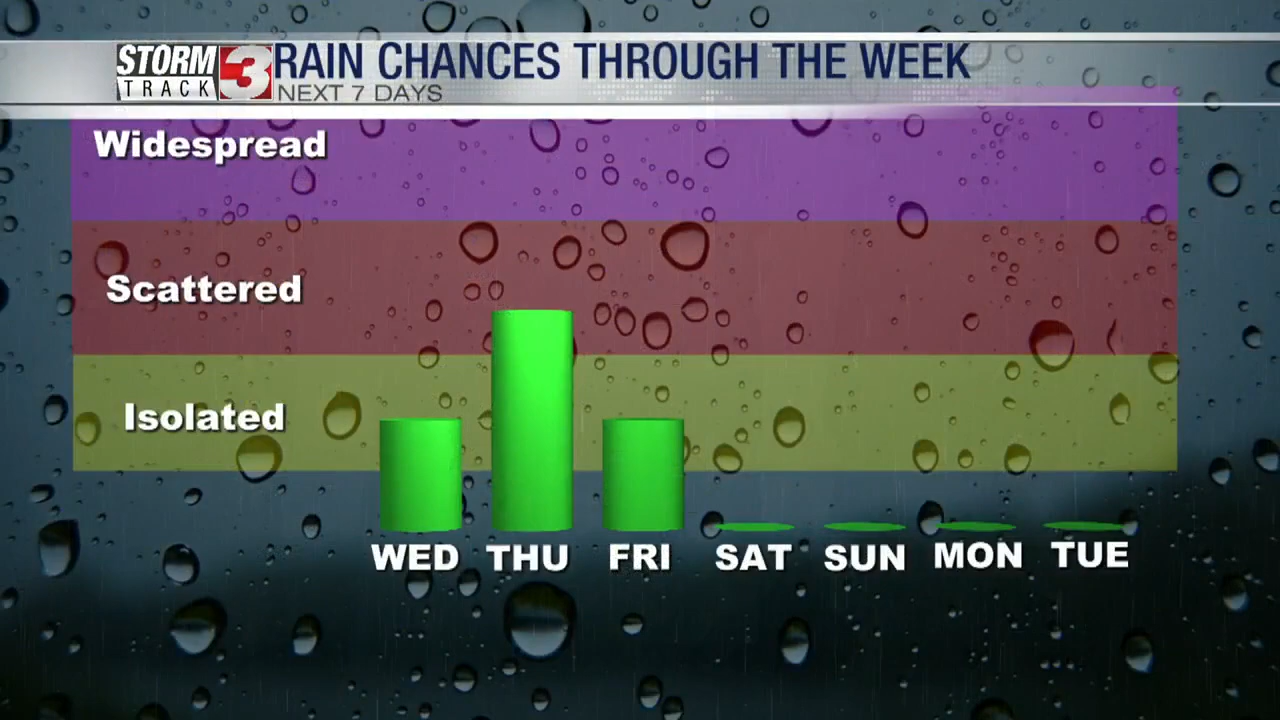 STORM
TRACK
3
RAIN CHANCES THROUGH THE WEEK
NEXT 7 DAYS
Widespread
Scattered
Isolated
WED THU FRI SAT SUN MON TUE